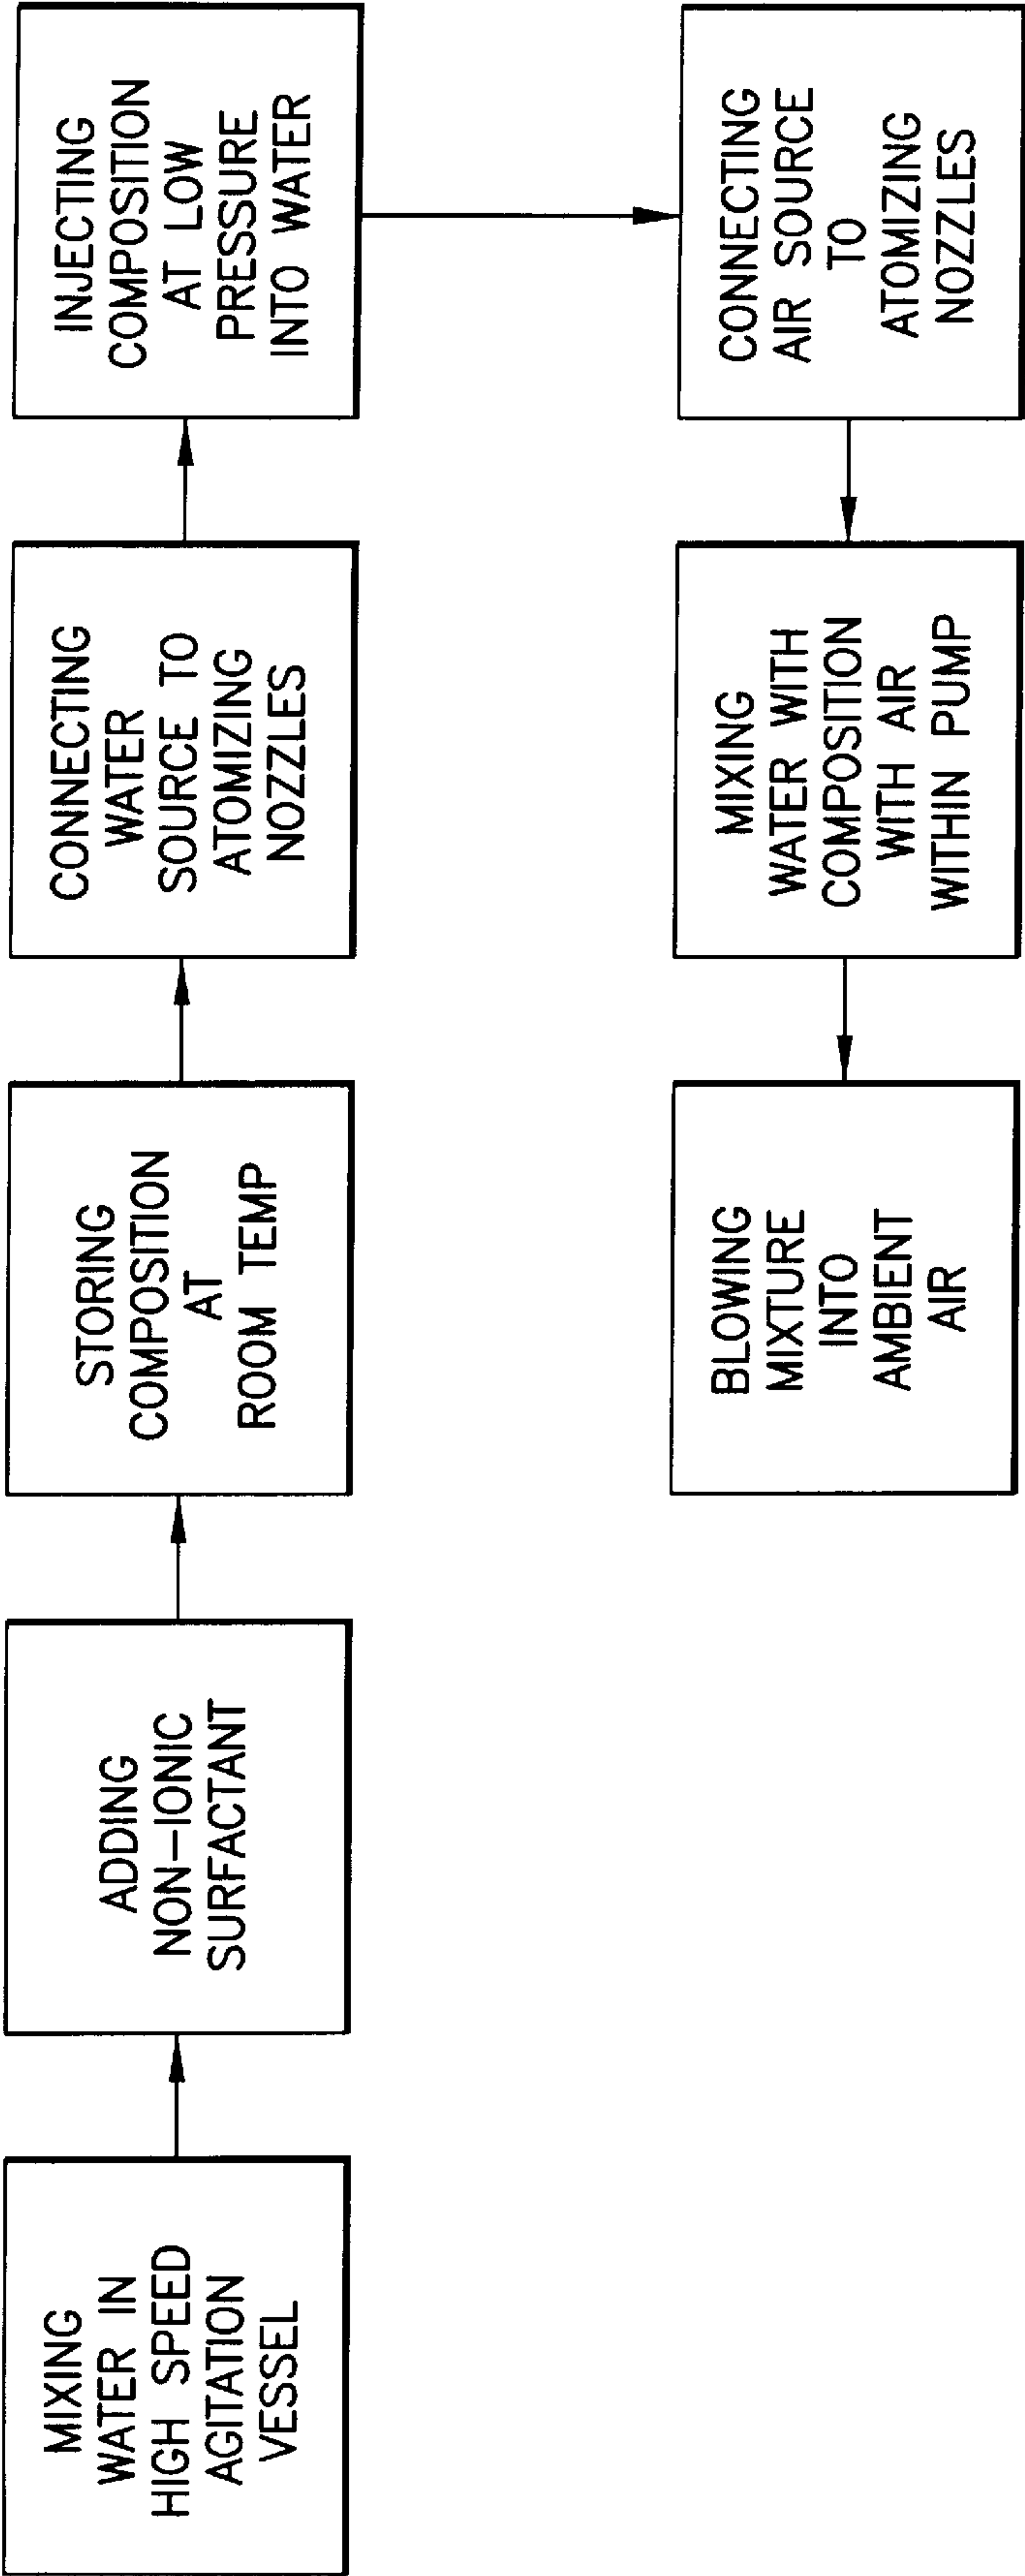 MIXING
WATER IN
HIGH SPEED
AGITATION
VESSEL
ADDING
NON-IONIC
SURFACTANT
STORING
COMPOSITION
AT
ROOM TEMP
CONNECTING
WATER
SOURCE TO
ATOMIZING
NOZZLES
INJECTING
COMPOSITION
AT LOW
PRESSURE
INTO WATER
CONNECTING
AIR SOURCE
TO
ATOMIZING
NOZZLES
MIXING
WATER WITH
COMPOSITION
WITH AIR
WITHIN PUMP
BLOWING
MIXTURE
INTO
AMBIENT
AIR